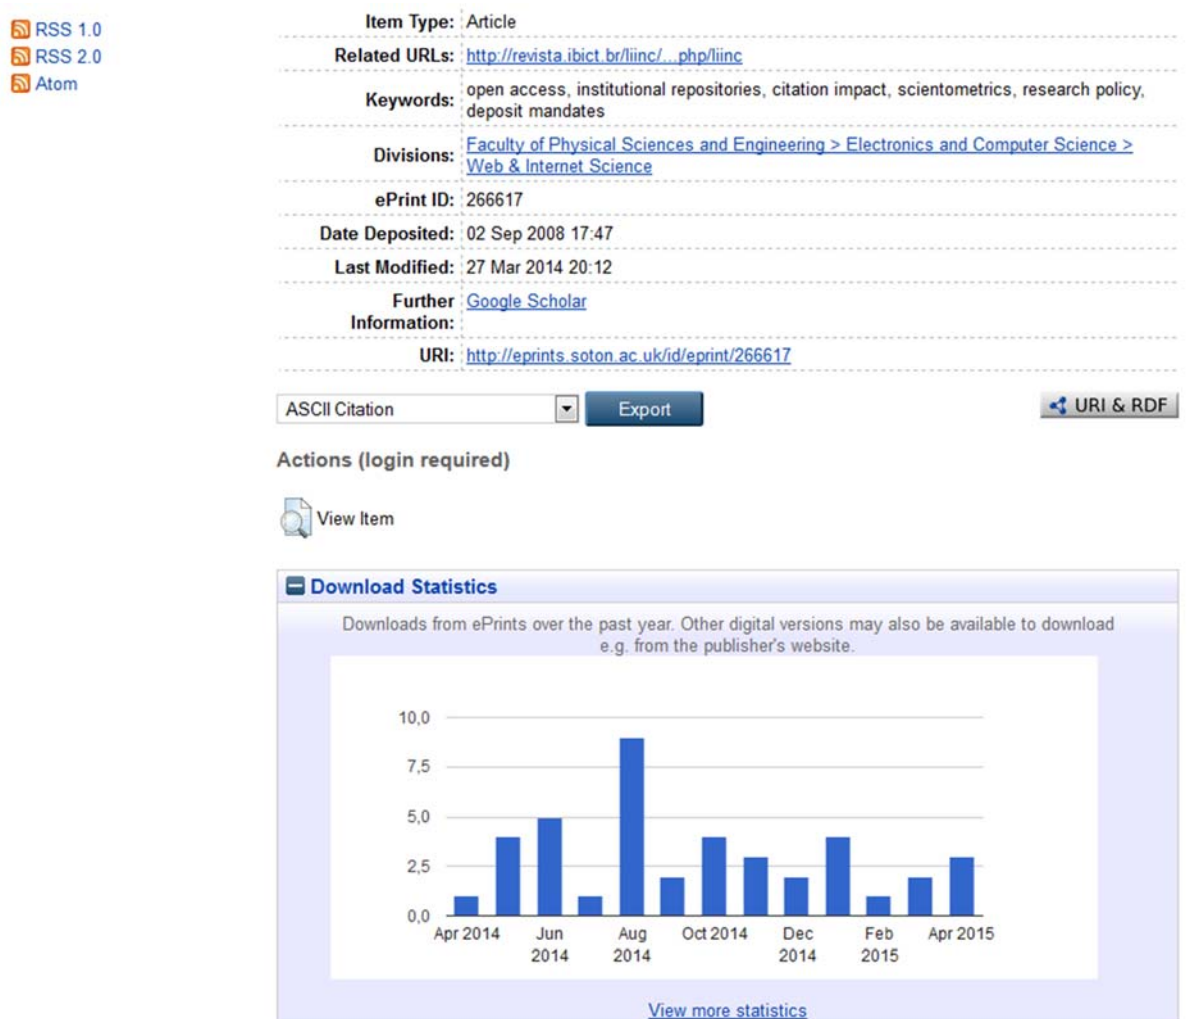 RSS 1.0
RSS 2.0
Atom
Item Type: Article
Related URLs: http://revista.ibict.br/liinc/...php/liinc
Keywords: open access, institutional repositories, citation impact, scientometrics, research policy,
deposit mandates
Divisions: Faculty of Physical Sciences and Engineering > Electronics and Computer Science >
Web & Internet Science
ePrint ID: 266617
Date Deposited: 02 Sep 2008 17:47
Last Modified: 27 Mar 2014 20:12
Further Information: Google Scholar
URI: http://eprints.soton.ac.uk/id/eprint/266617
ASCII Citation Export URI & RDF
Actions (login required)
View Item
Download Statistics
Downloads from ePrints over the past year. Other digital versions may also be available to download
e.g. from the publisher's website.
10,0
7,5
5,0
2,5
0,0
Apr 2014 Jun 2014 Aug 2014 Oct 2014 Dec 2014 Feb 2015 Apr 2015
View more statistics